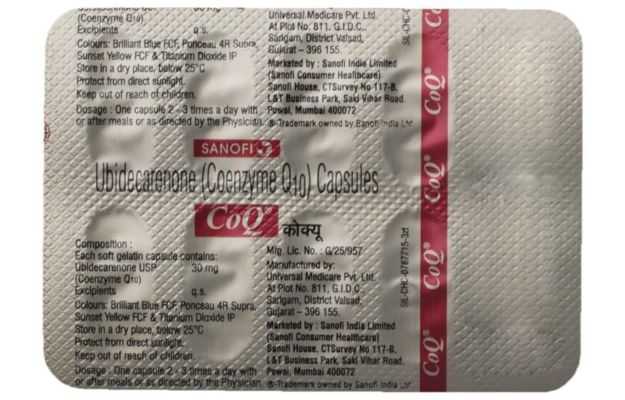 (Coenzyme Q10)
Excipients q.s.
Colours: Brilliant Blue FCF, Ponceau 4R Supra,
Sunset Yellow FCF & Titanium Dioxide IP
Store in a dry place, below 25°C
Protect from direct sunlight.
Keep out of reach of children.
Dosage : One capsule 2 - 3 times a day with
or after meals or as directed by the Physician.
Universal Medicare Pvt. Ltd.
At Plot No. 811, G.I.D.C.,
Sarigam, District Valsad,
Gujarat – 396 155.
Marketed by : Sanofi India Limited
(Sanofi Consumer Healthcare)
Sanofi House, CTSurvey No 117-B,
L&T Business Park, Saki Vihar Road
Powai, Mumbai 400072
®-Trademark owned by Sanofi India Ltd
SANOFI
Ubidecarenone (Coenzyme Q10) Capsules
CoQ®
कोक्यू
Composition :
Each soft gelatin capsule contains:
Ubidecarenone USP 30 mg
(Coenzyme Q10)
Excipients q.s.
Colours: Brilliant Blue FCF, Ponceau 4R Supra,
Sunset Yellow FCF & Titanium Dioxide IP
Store in a dry place, below 25°C
Protect from direct sunlight.
Keep out of reach of children.
Dosage : One capsule 2 - 3 times a day with
or after meals or as directed by the Physician.
Mfg. Lic. No. : G/25/957
Manufactured by:
Universal Medicare Pvt. Ltd.
At Plot No. 811, G.I.D.C.,
Sarigam, District Valsad,
Gujarat – 396 155.
Marketed by : Sanofi India Limited
(Sanofi Consumer Healthcare)
Sanofi House, CTSurvey No 117-B,
L&T Business Park, Saki Vihar Road
Powai, Mumbai 400072
®-Trademark owned by Sanofi India Ltd
SIL-CHC-
CoQ®
CoQ®
CoQ®
CoQ®